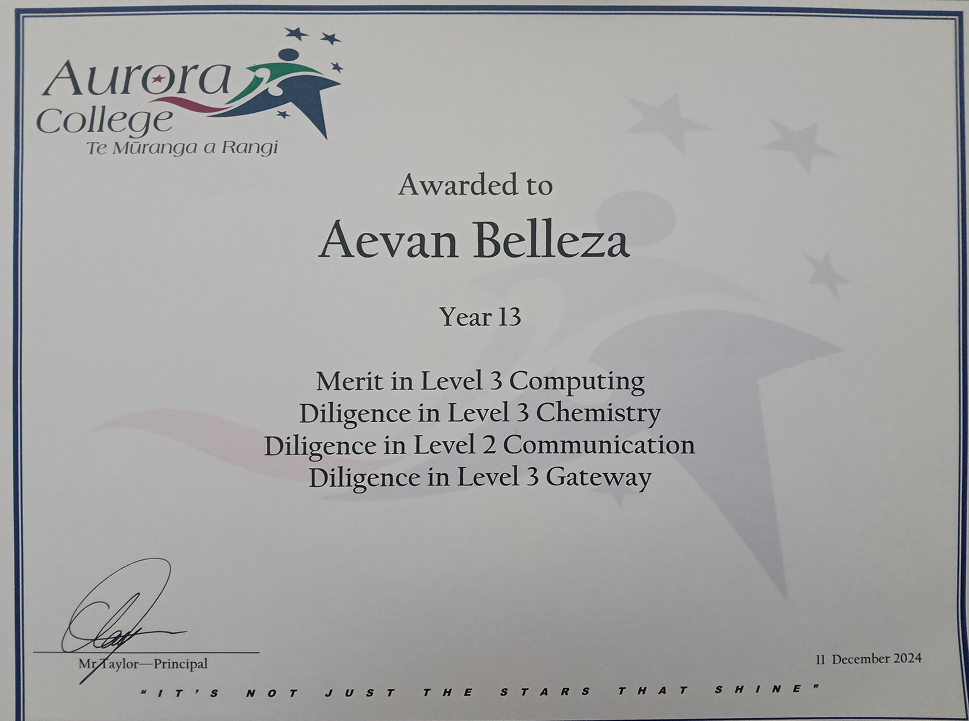 Aurora
College
Te Mūranga a Rangi
Awarded to
Aevan Belleza
Year 13
Merit in Level 3 Computing
Diligence in Level 3 Chemistry
Diligence in Level 2 Communication
Diligence in Level 3 Gateway
Mr Taylor—Principal
11 December 2024
"IT'S NOT JUST THE STARS THAT SHINE"